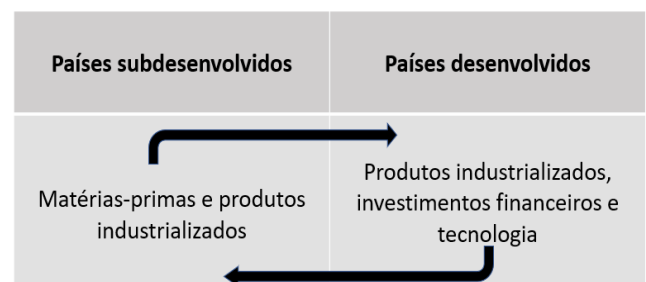 Países subdesenvolvidos
Países desenvolvidos
Matérias-primas e produtos
industrializados
Produtos industrializados,
investimentos financeiros e
tecnologia